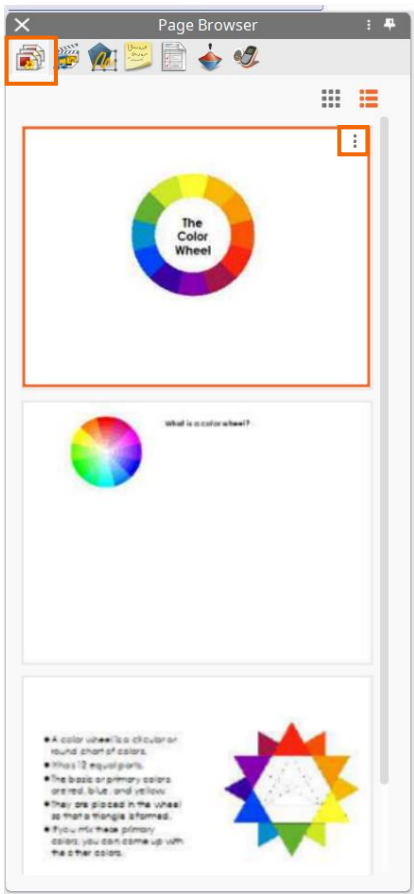 Page Browser
The
Color
Wheel
What is a color wheel?
A color wheel is a circular or
round chart of colors.
It has 12 equal parts.
The basic or primary colors
are red, blue, and yellow.
They are placed in the wheel
so that a triangle is formed.
If you mix these primary
colors, you can come up with
the other colors.